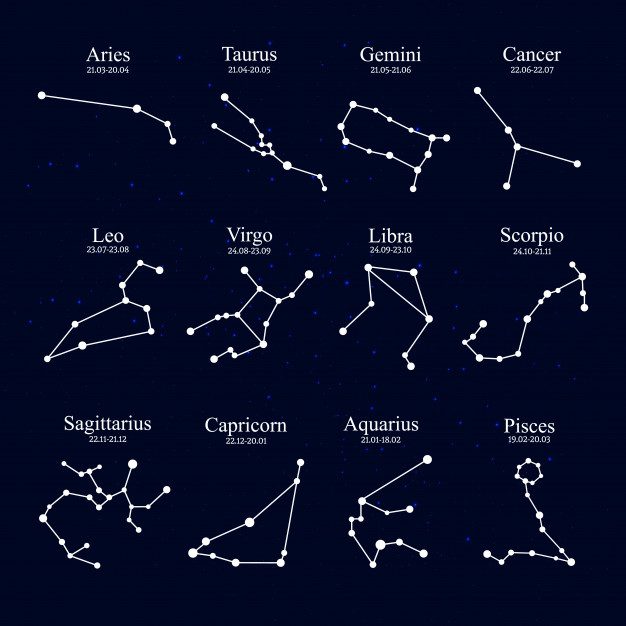 Aries
21.03-20.04
Taurus
21.04-20.05
Gemini
21.05-21.06
Cancer
22.06-22.07
Leo
23.07-23.08
Virgo
24.08-23.09
Libra
24.09-23.10
Scorpio
24.10-21.11
Sagittarius
22.11-21.12
Capricorn
22.12-20.01
Aquarius
21.01-18.02
Pisces
19.02-20.03